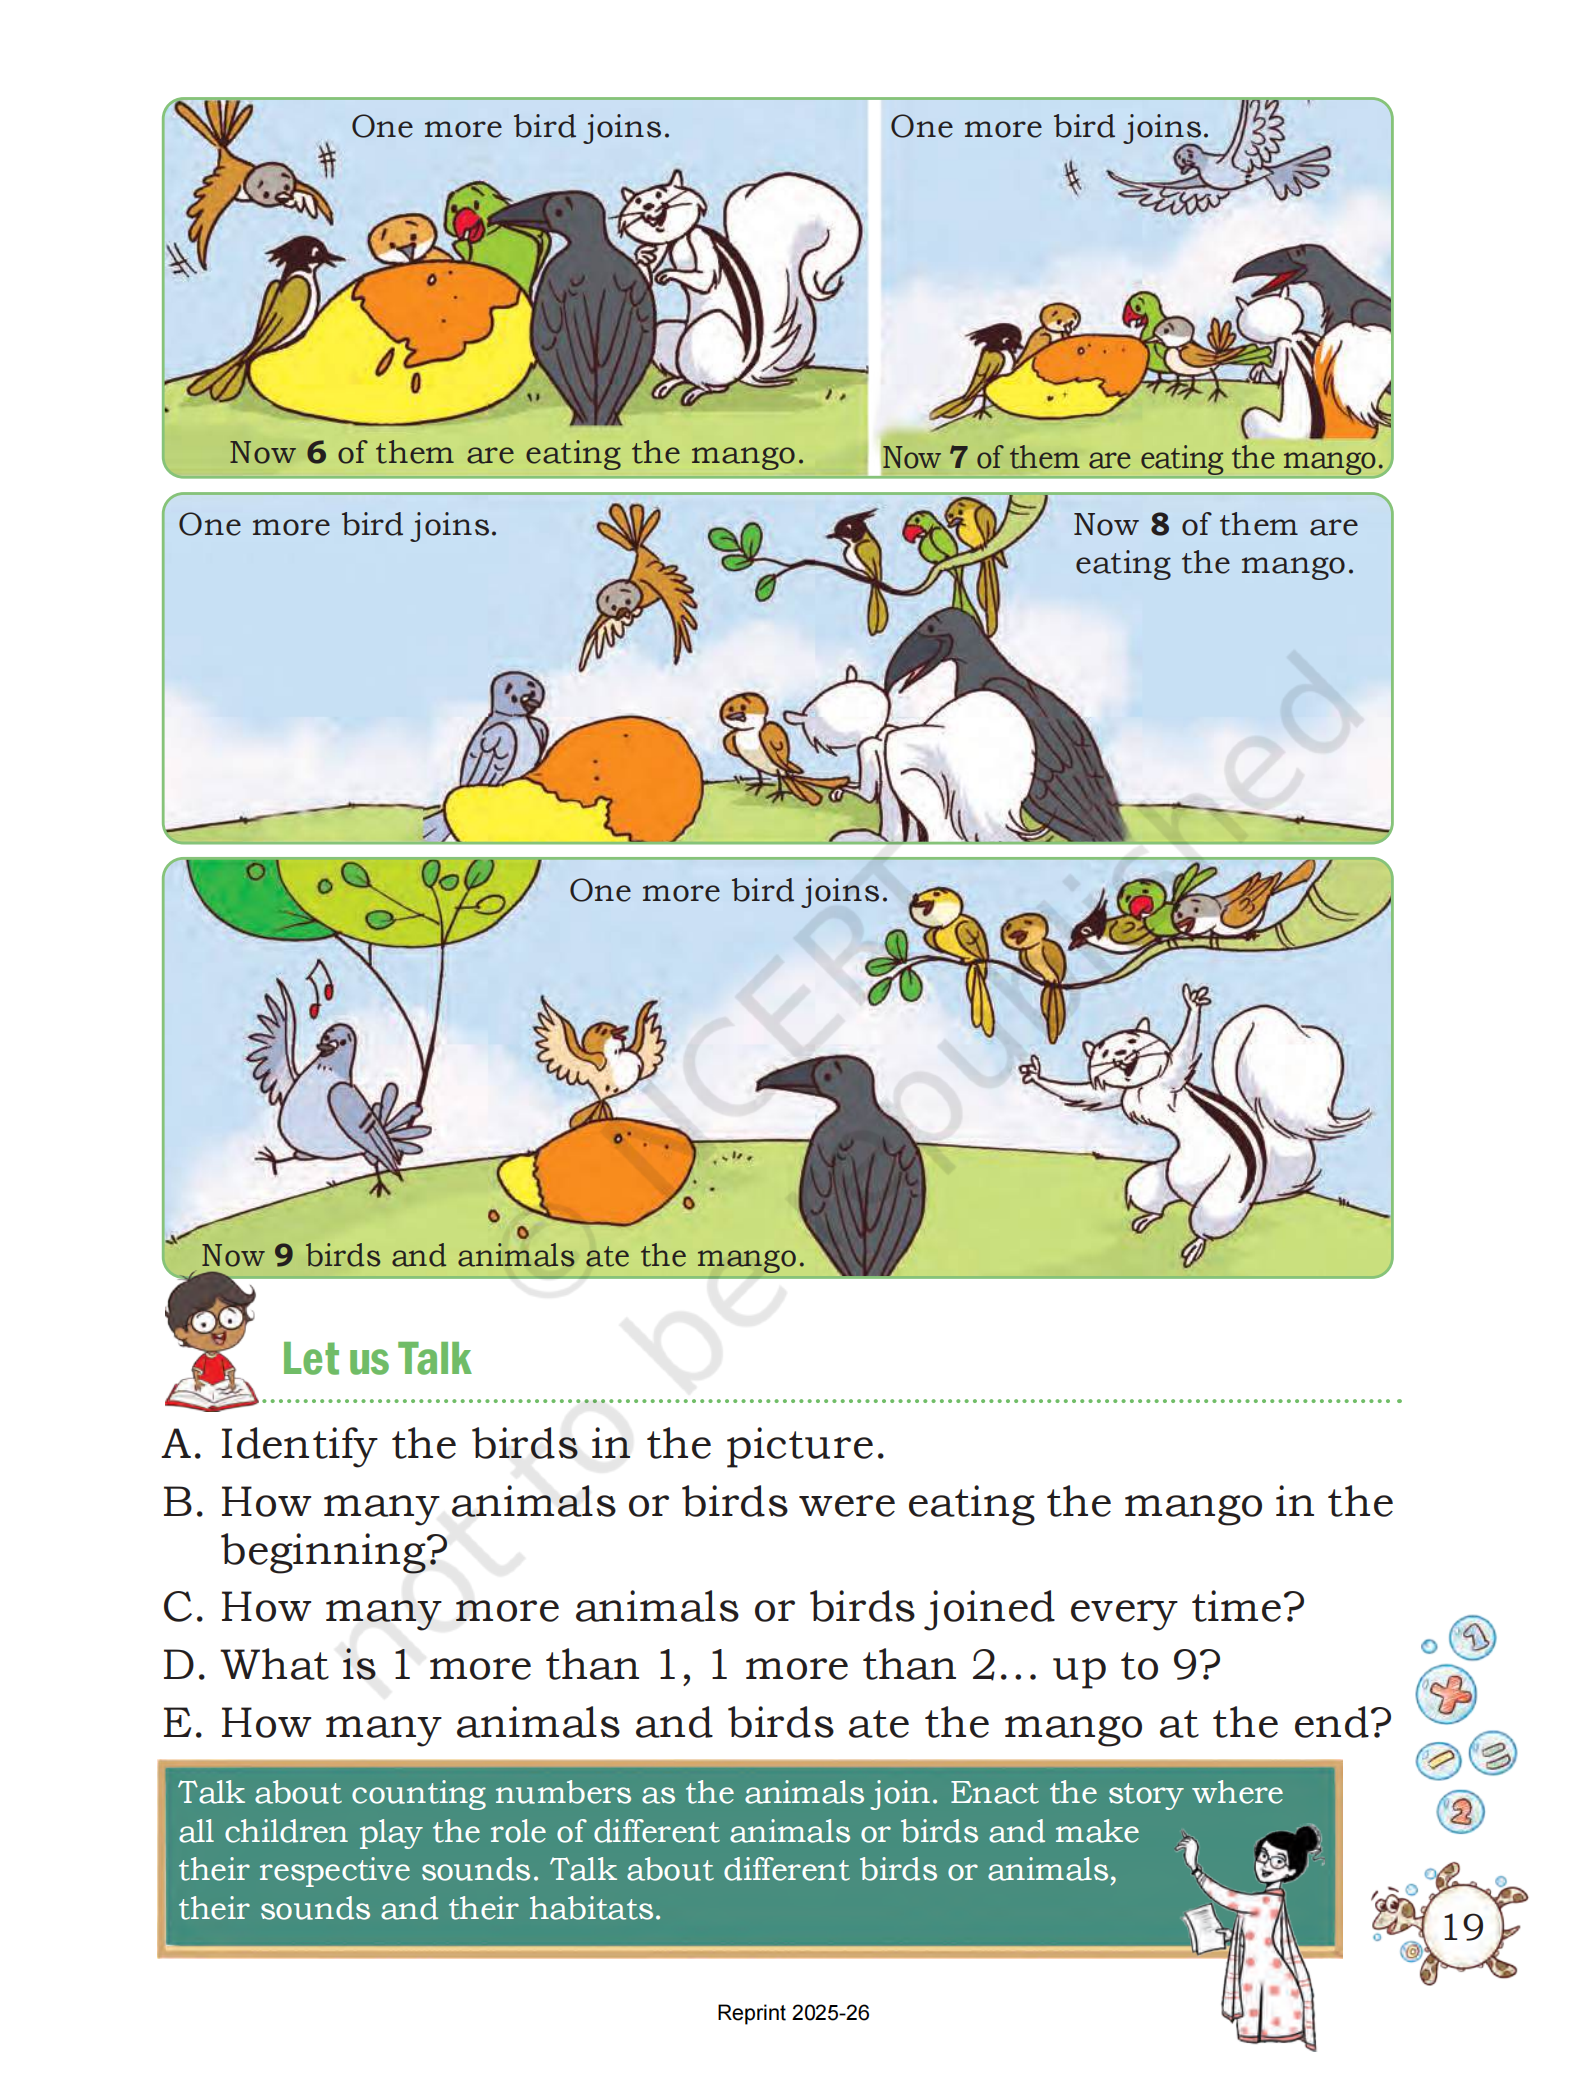 One more bird joins.
Now 6 of them are eating the mango.
One more bird joins.
Now 7 of them are eating the mango.
One more bird joins.
Now 8 of them are
eating the mango.
One more bird joins.
Now 9 birds and animals ate the mango.
Let us Talk
A. Identify the birds in the picture.
B. How many animals or birds were eating the mango in the
beginning?
C. How many more animals or birds joined every time?
D. What is 1 more than 1, 1 more than 2... up to 9?
E. How many animals and birds ate the mango at the end?
Talk about counting numbers as the animals join. Enact the story where
all children play the role of different animals or birds and make
their respective sounds. Talk about different birds or animals,
their sounds and their habitats.
1
+
−
=
2
19
Reprint 2025-26
© NCERT
not to be republished